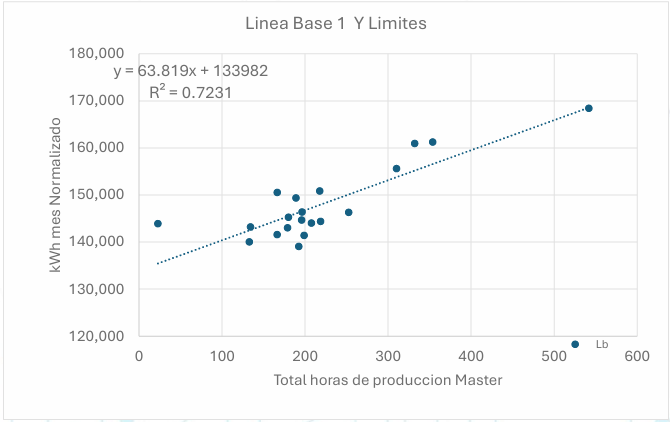 Linea Base 1  Y Limites
y = 63.819x + 133982
R² = 0.7231
180,000
170,000
160,000
150,000
140,000
130,000
120,000
kWh mes Normalizado
0 100 200 300 400 500 600
Lb
Total horas de produccion Master